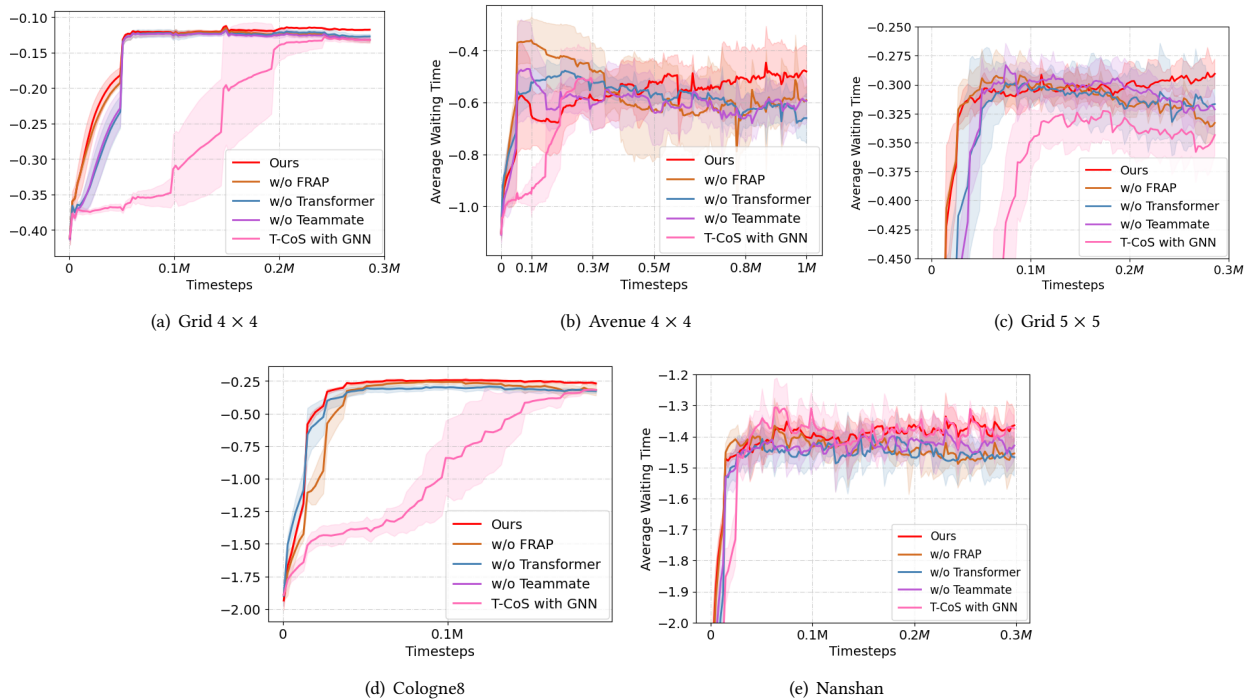 −0.10
−0.15
−0.20
−0.25
−0.30
−0.35
−0.40
0
0.1M
0.2M
0.3M
Timesteps
Ours
w/o FRAP
w/o Transformer
w/o Teammate
T-CoS with GNN
(a) Grid 4 × 4
Average Waiting Time
−0.4
−0.6
−0.8
−1.0
0
0.1M
0.3M
0.5M
0.8M
1M
Timesteps
Ours
w/o FRAP
w/o Transformer
w/o Teammate
T-CoS with GNN
(b) Avenue 4 × 4
Average Waiting Time
−0.250
−0.275
−0.300
−0.325
−0.350
−0.375
−0.400
−0.425
−0.450
0
0.1M
0.2M
0.3M
Timesteps
Ours
w/o FRAP
w/o Transformer
w/o Teammate
T-CoS with GNN
(c) Grid 5 × 5
−0.25
−0.50
−0.75
−1.00
−1.25
−1.50
−1.75
−2.00
0
0.1M
Timesteps
Ours
w/o FRAP
w/o Transformer
w/o Teammate
T-CoS with GNN
(d) Cologne8
Average Waiting Time
−1.2
−1.3
−1.4
−1.5
−1.6
−1.7
−1.8
−1.9
−2.0
0
0.1M
0.2M
0.3M
Timesteps
Ours
w/o FRAP
w/o Transformer
w/o Teammate
T-CoS with GNN
(e) Nanshan